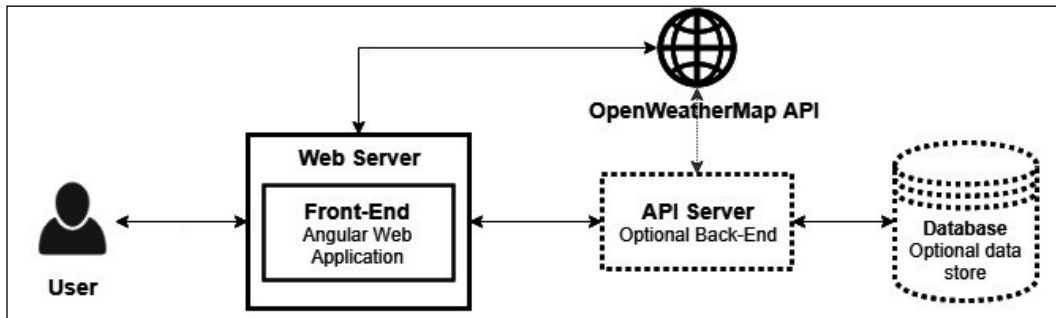 OpenWeatherMap API
Web Server
Front-End
Angular Web
Application
API Server
Optional Back-End
Database
Optional data
store
User